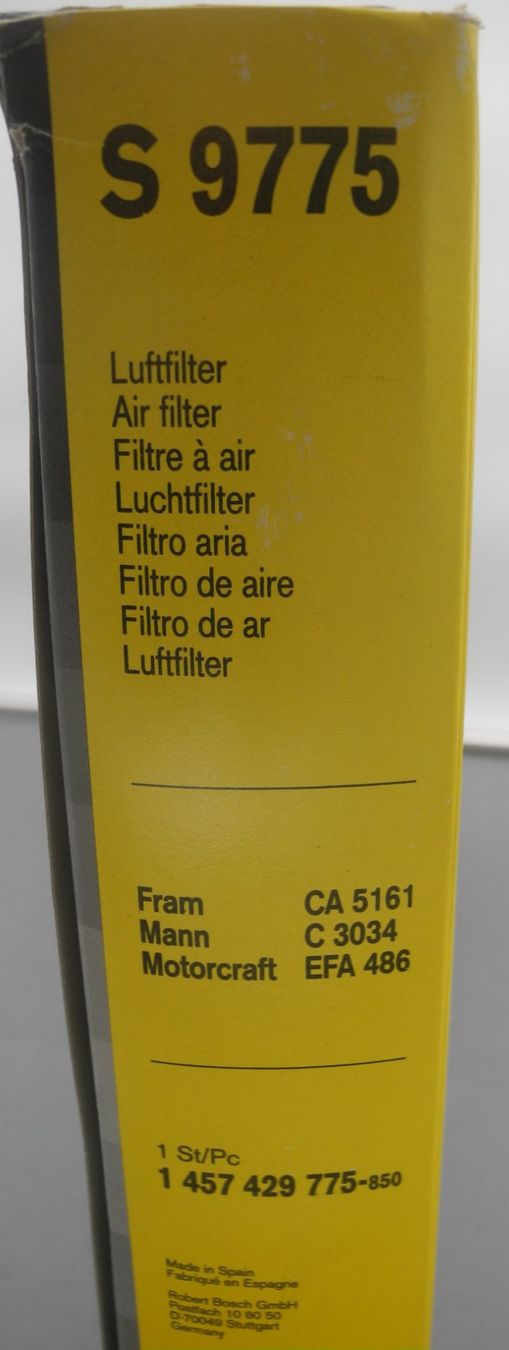 S 9775
Luftfilter
Air filter
Filtre à air
Luchtfilter
Filtro aria
Filtro de aire
Filtro de ar
Luftfilter
Fram CA 5161
Mann C 3034
Motorcraft EFA 486
1 St/Pc
1 457 429 775-850
Made in Spain
Fabriqué en Espagne
Robert Bosch GmbH
Postfach 10 60 50
D-70049 Stuttgart
Germany